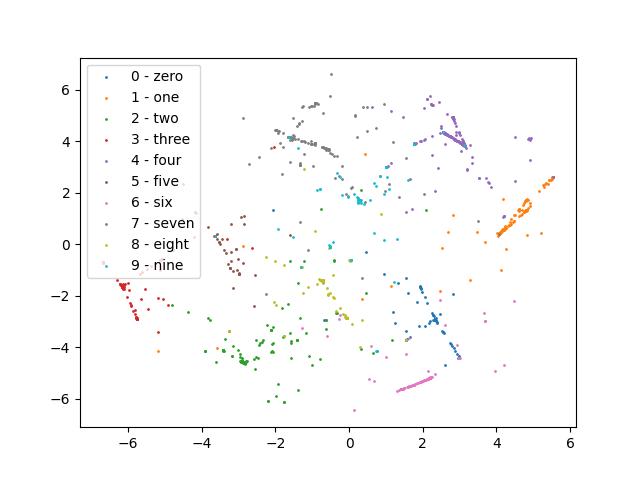 0 - zero
1 - one
2 - two
3 - three
4 - four
5 - five
6 - six
7 - seven
8 - eight
9 - nine
6
4
2
0
−2
−4
−6
−6 −4 −2 0 2 4 6